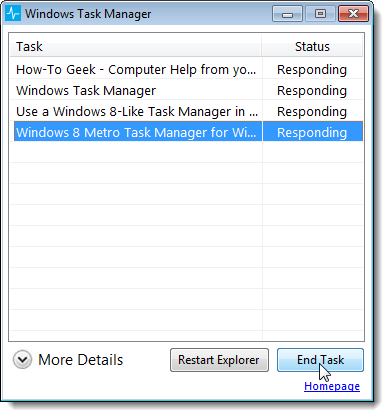 Windows Task Manager
Task Status
How-To Geek - Computer Help from yo... Responding
Windows Task Manager Responding
Use a Windows 8-Like Task Manager in ... Responding
Windows 8 Metro Task Manager for Wi... Responding
More Details Restart Explorer End Task
Homepage